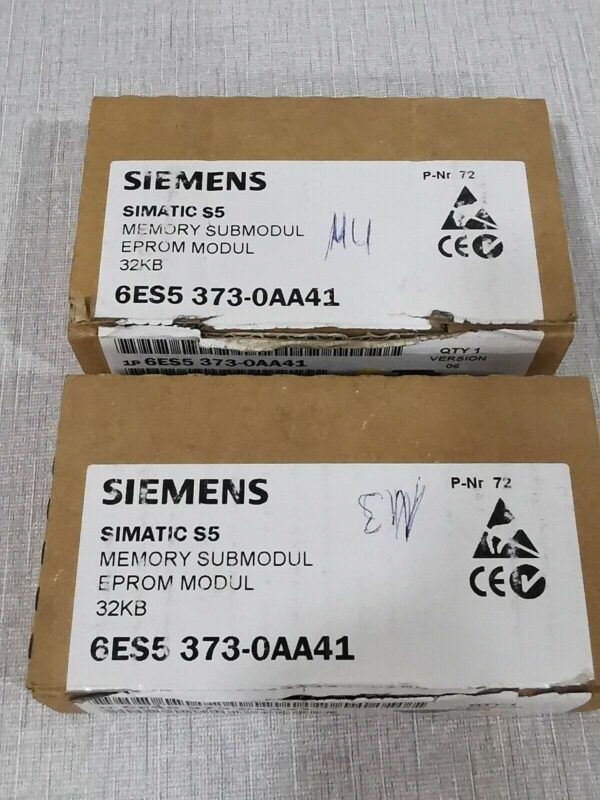 SIEMENS
P-Nr 72
SIMATIC S5
MEMORY SUBMODUL
EPROM MODUL
32KB
M4
CE
6ES5 373-0AA41
1P 6ES5 373-0AA41
QTY 1
VERSION
06
SIEMENS
P-Nr 72
SIMATIC S5
MEMORY SUBMODUL
EPROM MODUL
32KB
CE
6ES5 373-0AA41